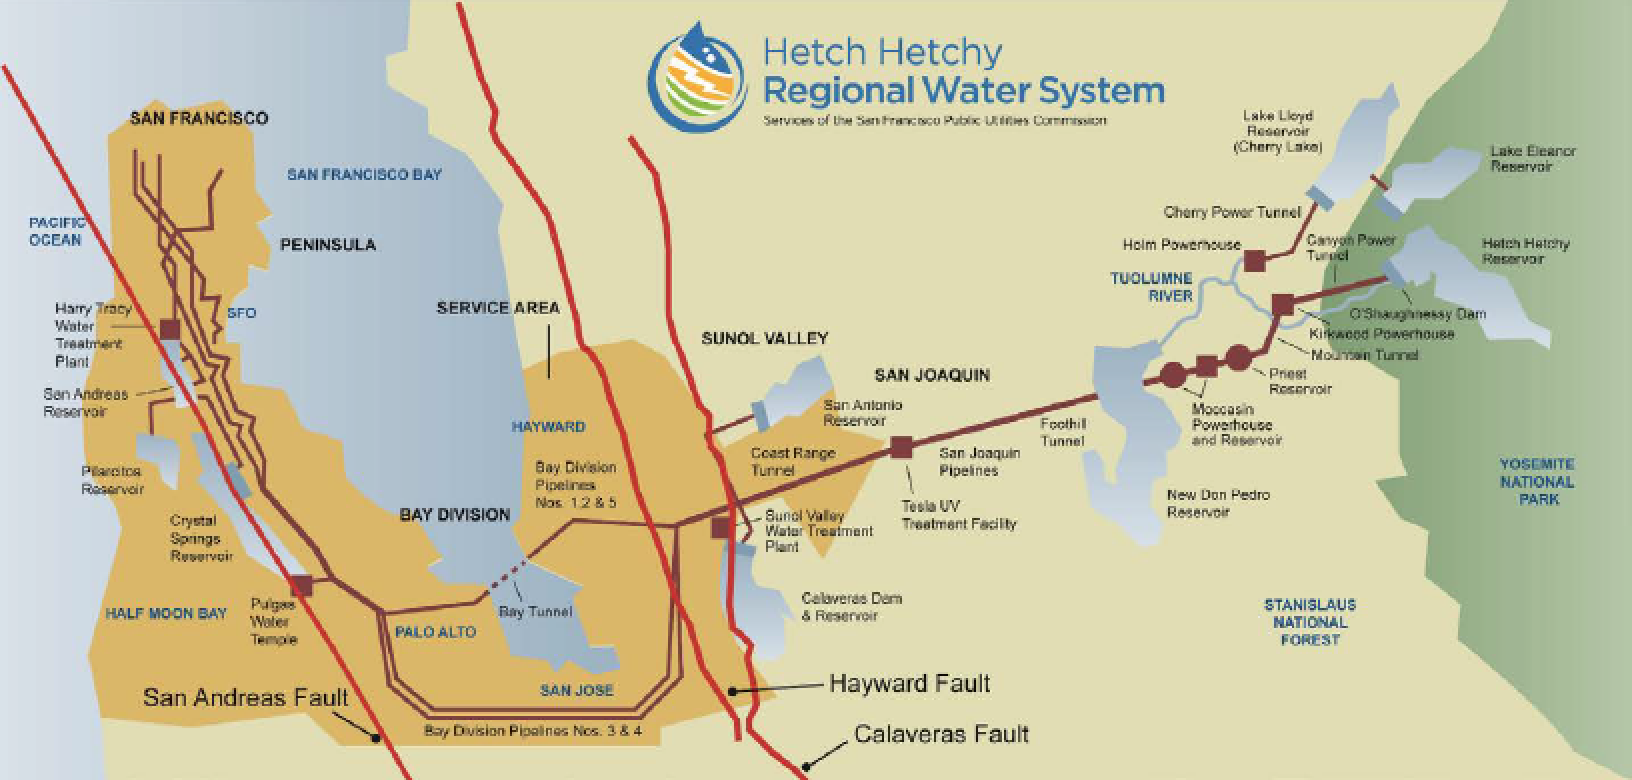 Hetch Hetchy
Regional Water System
Services of the San Francisco Public Utilities Commission
SAN FRANCISCO
SAN FRANCISCO BAY
PACIFIC
OCEAN
PENINSULA
Harry Tracy
Water
Treatment
Plant
SFO
San Andreas
Reservoir
Pilarcitos
Reservoir
Crystal
Springs
Reservoir
HALF MOON BAY
Pulgas
Water
Temple
San Andreas Fault
SERVICE AREA
HAYWARD
Bay Division
Pipelines
Nos. 1,2 & 5
BAY DIVISION
Bay Tunnel
PALO ALTO
SAN JOSE
Bay Division Pipelines Nos. 3 & 4
SUNOL VALLEY
San Antonio
Reservoir
Coast Range
Tunnel
Sunol Valley
Water Treatment
Plant
Calaveras Dam
& Reservoir
Hayward Fault
Calaveras Fault
SAN JOAQUIN
San Joaquin
Pipelines
Tesla UV
Treatment Facility
Foothill
Tunnel
New Don Pedro
Reservoir
Lake Lloyd
Reservoir
(Cherry Lake)
Lake Eleanor
Reservoir
Cherry Power Tunnel
Holm Powerhouse
Canyon Power
Tunnel
Hetch Hetchy
Reservoir
TUOLUMNE
RIVER
O'Shaughnessy Dam
Kirkwood Powerhouse
Mountain Tunnel
Priest
Reservoir
Moccasin
Powerhouse
and Reservoir
YOSEMITE
NATIONAL
PARK
STANISLAUS
NATIONAL
FOREST